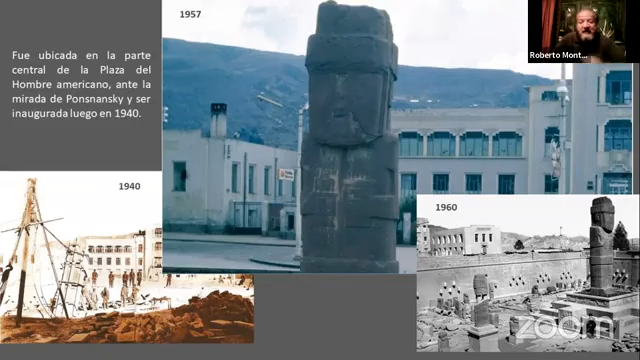 1957
Roberto Mont...
Fue ubicada en la parte
central de la Plaza del
Hombre americano, ante la
mirada de Ponsnansky y ser
inaugurada luego en 1940.
1940
1960
zoom